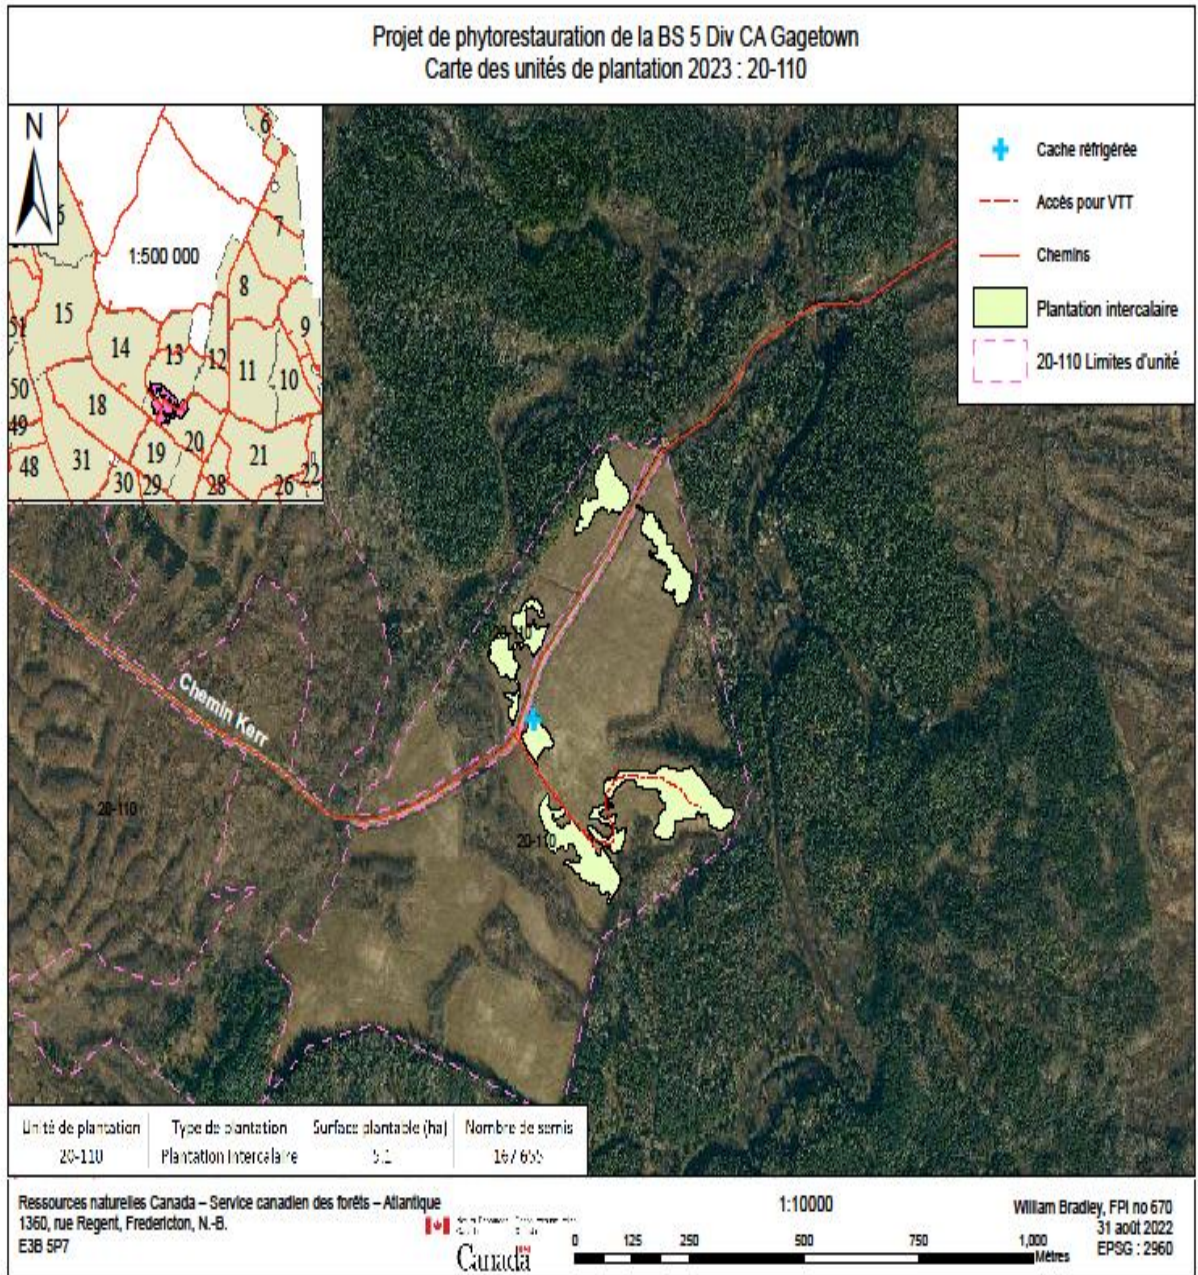 Projet de phytorestauration de la BS 5 Div CA Gagetown
Carte des unités de plantation 2023 : 20-110
N
1:500 000
6
7
8
9
15
14
13
12
11
10
51
50
49
48
18
31
19
20
21
22
30
29
28
26
Cache réfrigérée
Accès pour VTT
Chemins
Plantation intercalaire
20-110 Limites d'unité
Chemin Kerr
20-110
20-110
20-110
Unité de plantation Type de plantation Surface plantable (ha) Nombre de semis
20-110 Plantation Intercalaire 5.1
Ressources naturelles Canada – Service canadien des forêts – Atlantique
1360, rue Regent, Fredericton, N.-B.
E3B 5P7
Canada
1:10000
0 125 250 500 750 1,000
Mètres
William Bradley, FPI no 670
31 août 2022
EPSG : 2960